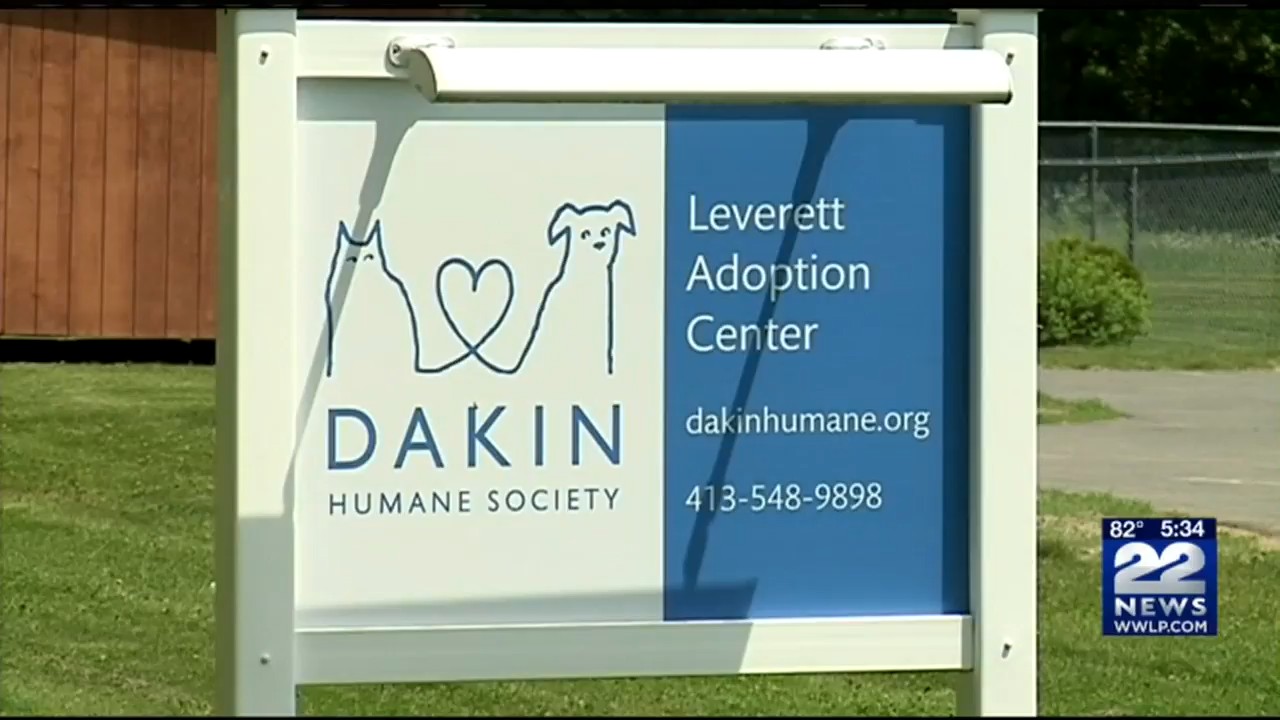 DAKIN
HUMANE SOCIETY
Leverett
Adoption
Center
dakinhumane.org
413-548-9898
82° 5:34
22
NEWS
WWLP.COM